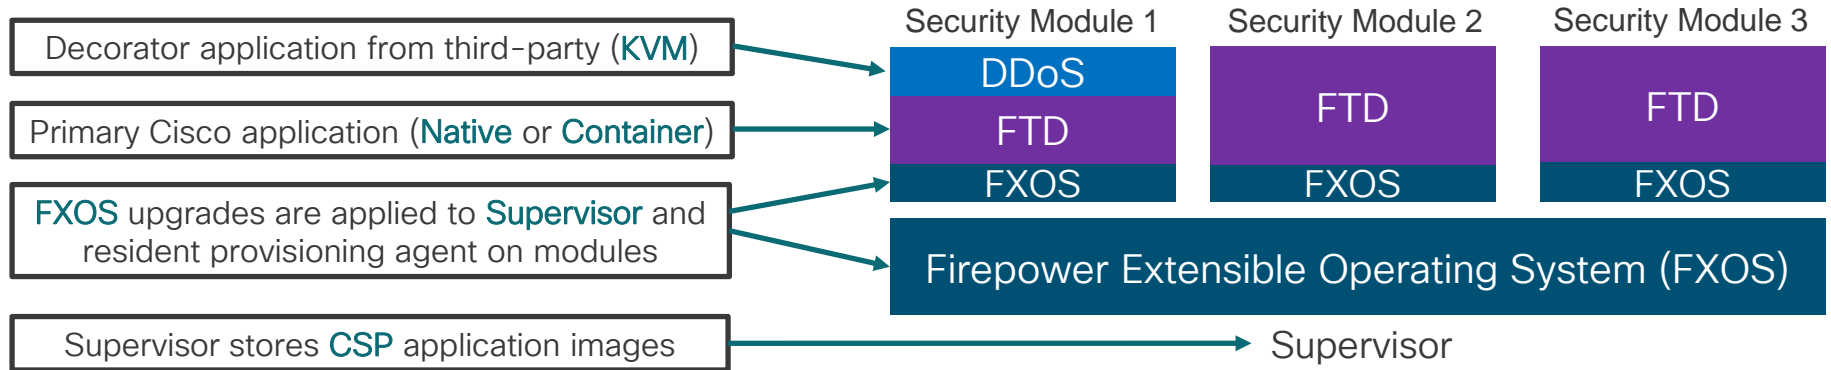 Security Module 1
Security Module 2
Security Module 3
Decorator application from third-party (KVM)
DDoS
FTD
FTD
FTD
Primary Cisco application (Native or Container)
FXOS
FXOS
FXOS
FXOS upgrades are applied to Supervisor and
resident provisioning agent on modules
Firepower Extensible Operating System (FXOS)
Supervisor stores CSP application images
Supervisor